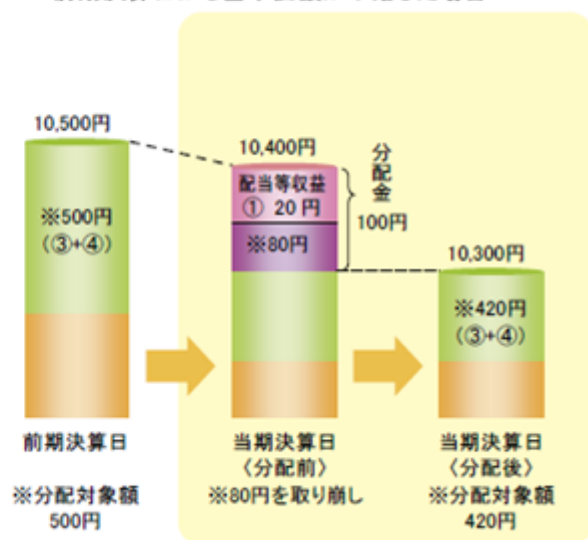 10,500円
※500円
(③+④)
前期決算日
※分配対象額
500円
10,400円
配当等収益
① 20円
※80円
分配金
100円
当期決算日
〈分配前〉
※80円を取り崩し
10,300円
※420円
(③+④)
当期決算日
〈分配後〉
※分配対象額
420円